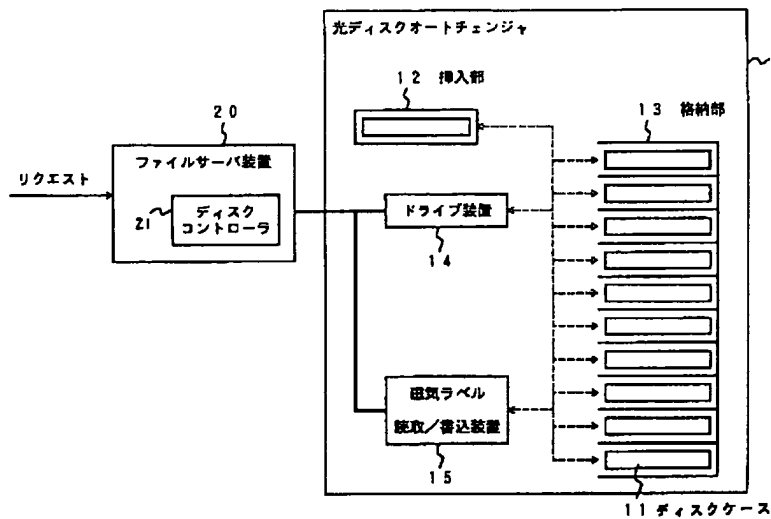 光ディスクオートチェンジャ
12 挿入部
20
13 格納部
ファイルサーバ装置
リクエスト
21
ディスク
コントローラ
ドライブ装置
14
磁気ラベル
読取／書込装置
15
11 ディスクケース